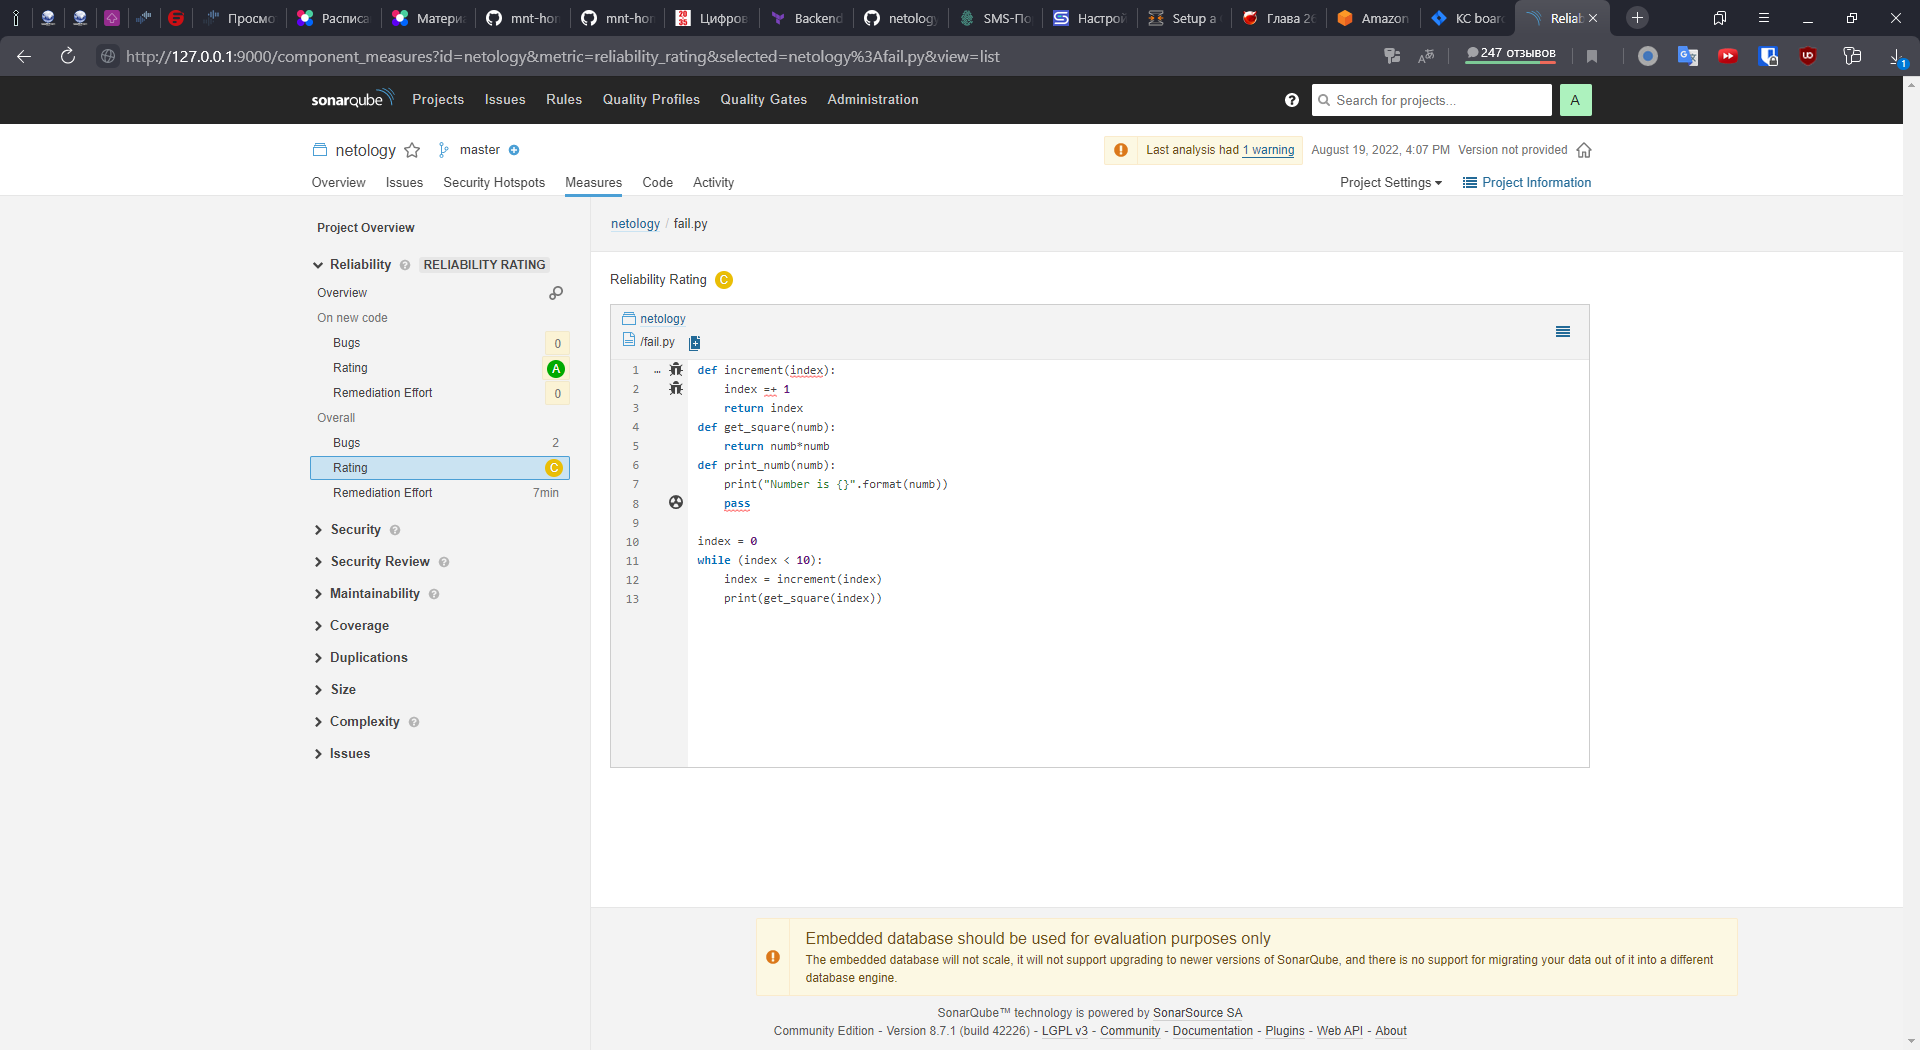 Просмо
Расписа
Материа
mnt-hor
mnt-hor
Цифров
Backend
netology
SMS-По
Настрой
Setup a
Глава 26
Amazon
KC boar
Reliab
http://127.0.0.1:9000/component_measures?id=netology&metric=reliability_rating&selected=netology%3Afail.py&view=list
247 отзывов
sonarqube Projects Issues Rules Quality Profiles Quality Gates Administration
Search for projects...
A
netology master
Last analysis had 1 warning August 19, 2022, 4:07 PM Version not provided
Overview Issues Security Hotspots Measures Code Activity
Project Settings Project Information
Project Overview
Reliability RELIABILITY RATING
Overview
On new code
Bugs 0
Rating A
Remediation Effort 0
Overall
Bugs 2
Rating C
Remediation Effort 7min
Security
Security Review
Maintainability
Coverage
Duplications
Size
Complexity
Issues
netology / fail.py
Reliability Rating C
netology
/fail.py
1 … def increment(index):
2 index =+ 1
3 return index
4 def get_square(numb):
5 return numb*numb
6 def print_numb(numb):
7 print("Number is {}".format(numb))
8 pass
9
10 index = 0
11 while (index < 10):
12 index = increment(index)
13 print(get_square(index))
Embedded database should be used for evaluation purposes only
The embedded database will not scale, it will not support upgrading to newer versions of SonarQube, and there is no support for migrating your data out of it into a different
database engine.
SonarQube™ technology is powered by SonarSource SA
Community Edition - Version 8.7.1 (build 42226) - LGPL v3 - Community - Documentation - Plugins - Web API - About